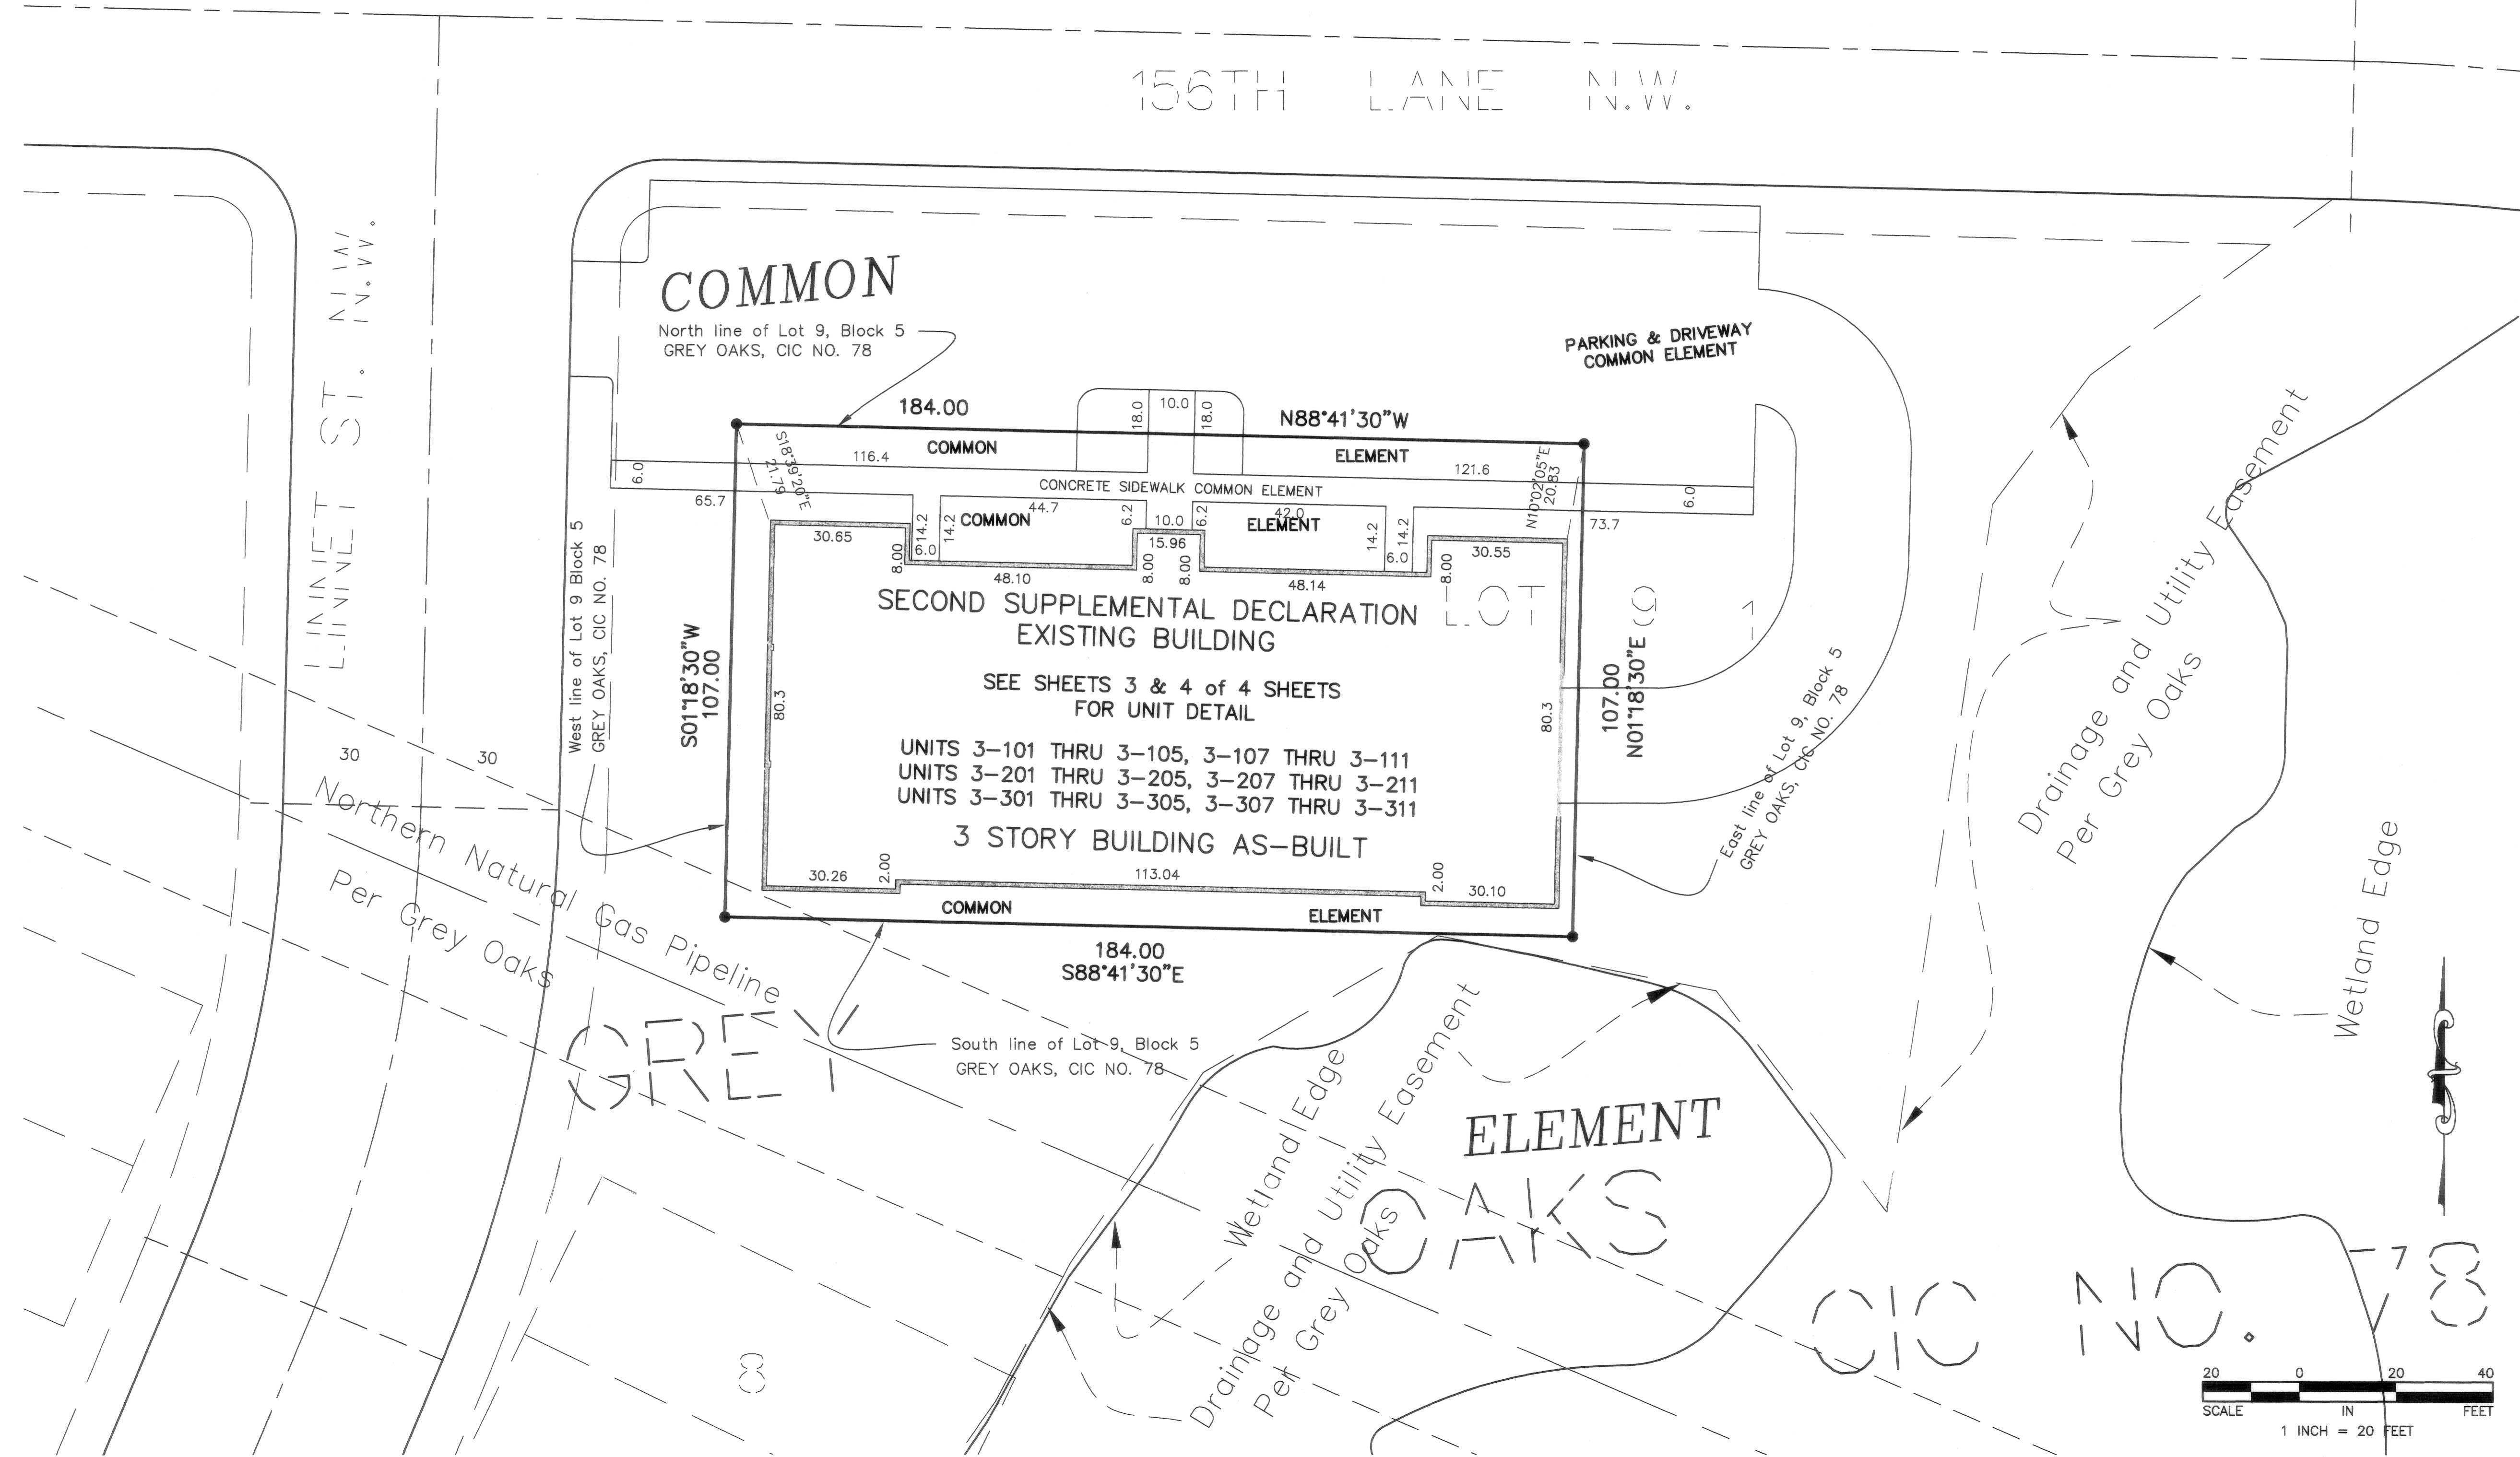 156TH LANE N.W.
LINNET ST. N.W.
LINNET ST. N.W.
COMMON
North line of Lot 9, Block 5
GREY OAKS, CIC NO. 78
PARKING & DRIVEWAY
COMMON ELEMENT
184.00
N88°41'30"W
18.0
10.0
18.0
COMMON
ELEMENT
S18°39'20"E
21.79
116.4
121.6
N10°02'05"E
20.83
6.0
65.7
CONCRETE SIDEWALK COMMON ELEMENT
6.0
73.7
44.7
42.0
COMMON
ELEMENT
14.2
14.2
6.2
10.0
6.2
14.2
14.2
30.65
6.0
15.96
6.0
30.55
8.00
48.10
8.00
8.00
48.14
8.00
LOT 9
SECOND SUPPLEMENTAL DECLARATION
EXISTING BUILDING
SEE SHEETS 3 & 4 of 4 SHEETS
FOR UNIT DETAIL
UNITS 3-101 THRU 3-105, 3-107 THRU 3-111
UNITS 3-201 THRU 3-205, 3-207 THRU 3-211
UNITS 3-301 THRU 3-305, 3-307 THRU 3-311
3 STORY BUILDING AS-BUILT
West line of Lot 9 Block 5
GREY OAKS, CIC NO. 78
S01°18'30"W
107.00
80.3
80.3
107.00
N01°18'30"E
East line of Lot 9, Block 5
GREY OAKS, CIC NO. 78
30
30
30.26
2.00
113.04
2.00
30.10
COMMON
ELEMENT
184.00
S88°41'30"E
Northern Natural Gas Pipeline
Per Grey Oaks
South line of Lot 9, Block 5
GREY OAKS, CIC NO. 78
Drainage and Utility Easement
Per Grey Oaks
Wetland Edge
Wetland Edge
Drainage and Utility Easement
Per Grey Oaks
ELEMENT
GREY OAKS CIC NO. 78
8
20 0 20 40
SCALE IN FEET
1 INCH = 20 FEET